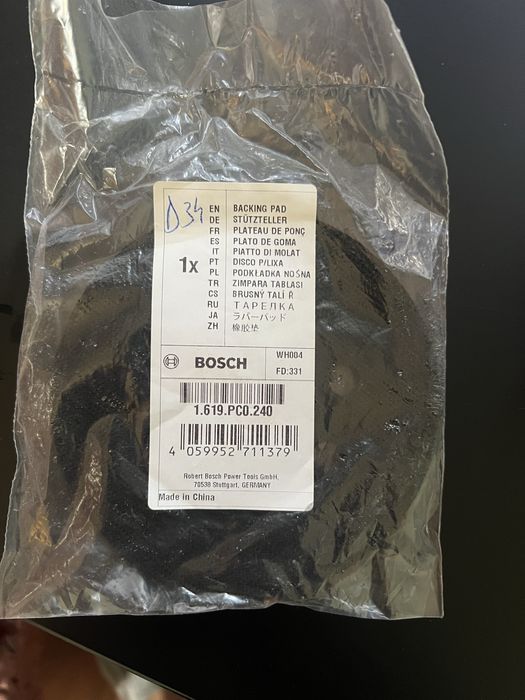 D34
1x
EN BACKING PAD
DE STÜTZTELLER
FR PLATEAU DE PONÇ
ES PLATO DE GOMA
IT PIATTO DI MOLAT
PT DISCO P/LIXA
PL PODKŁADKA NOŚNA
TR ZIMPARA TABLASI
CS BRUSNÝ TALÍ Ř
RU ТАРЕЛКА
JA ラバーパッド
ZH 橡胶垫
BOSCH
WH004
FD:331
1.619.PC0.240
4 059952 711379
Robert Bosch Power Tools GmbH,
70538 Stuttgart, GERMANY
Made in China